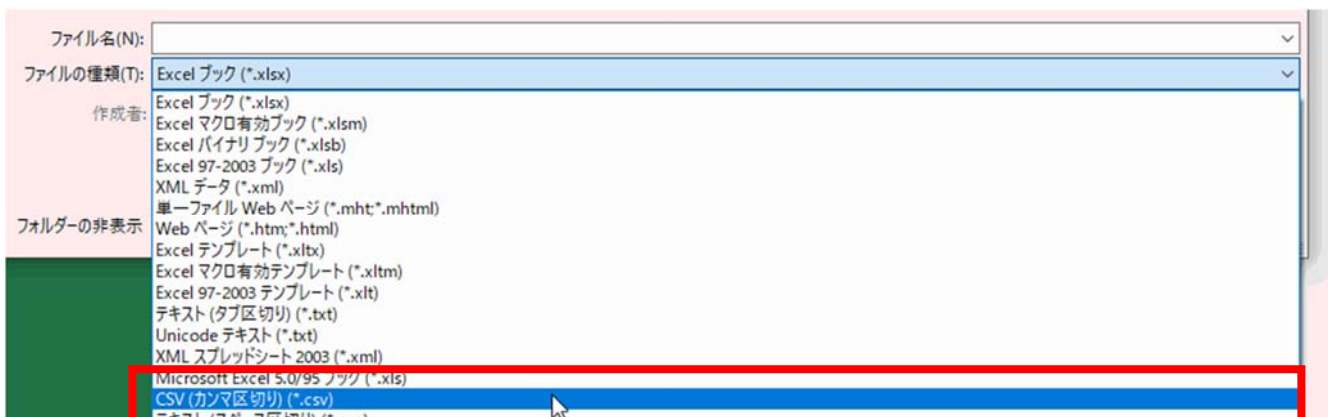 ファイル名(N):
ファイルの種類(T): Excel ブック (*.xlsx)
作成者:
Excel ブック (*.xlsx)
Excel マクロ有効ブック (*.xlsm)
Excel バイナリ ブック (*.xlsb)
Excel 97-2003 ブック (*.xls)
XML データ (*.xml)
単一ファイル Web ページ (*.mht;*.mhtml)
フォルダーの非表示
Web ページ (*.htm;*.html)
Excel テンプレート (*.xltx)
Excel マクロ有効テンプレート (*.xltm)
Excel 97-2003 テンプレート (*.xlt)
テキスト (タブ区切り) (*.txt)
Unicode テキスト (*.txt)
XML スプレッドシート 2003 (*.xml)
Microsoft Excel 5.0/95 ブック (*.xls)
CSV (カンマ区切り) (*.csv)